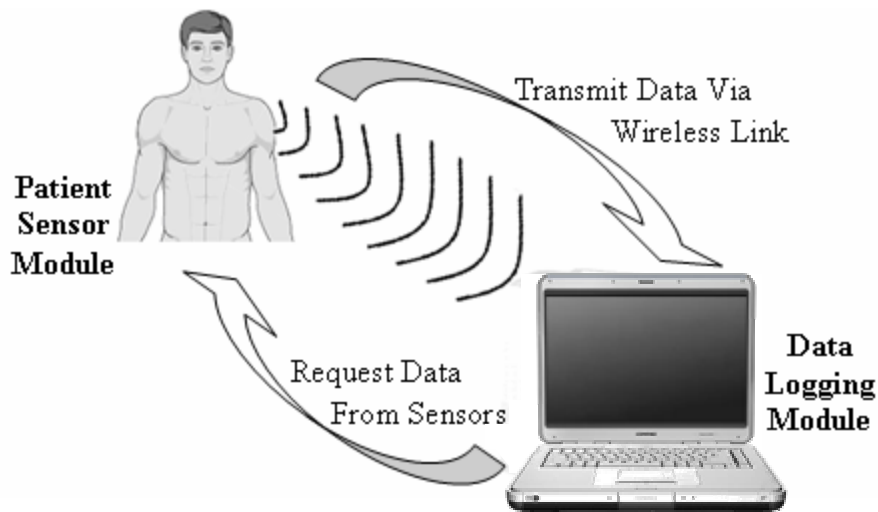 Transmit Data Via
Wireless Link
Patient
Sensor
Module
Request Data
From Sensors
Data
Logging
Module